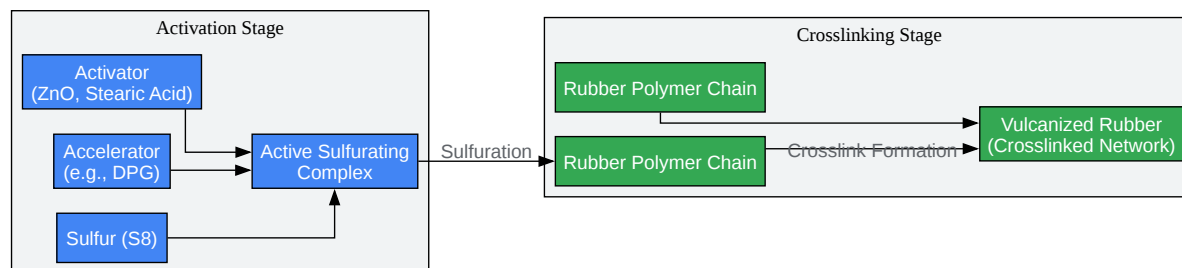 Activation Stage
Activator
(ZnO, Stearic Acid)
Accelerator
(e.g., DPG)
Sulfur (S8)
Active Sulfurating
Complex
Sulfuration
Crosslinking Stage
Rubber Polymer Chain
Rubber Polymer Chain
Crosslink Formation
Vulcanized Rubber
(Crosslinked Network)